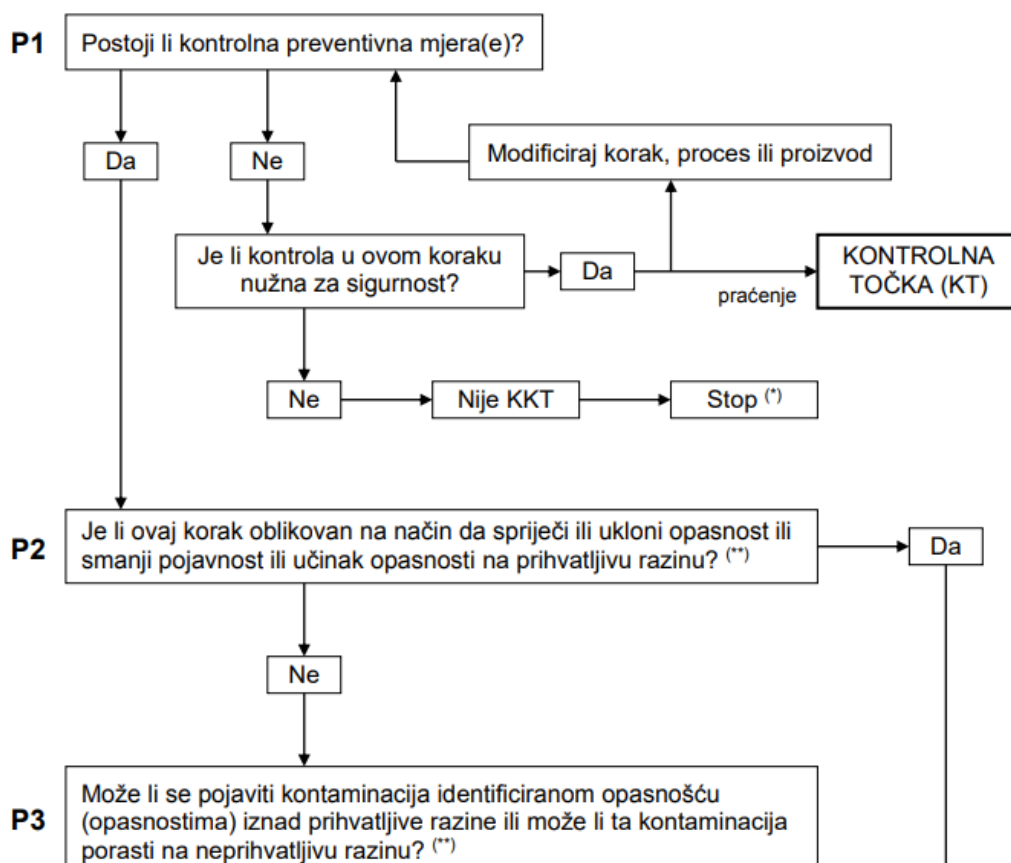 P1
Postoji li kontrolna preventivna mjera(e)?
Da
Ne
Modificiraj korak, proces ili proizvod
Je li kontrola u ovom koraku
nužna za sigurnost?
Da
praćenje
KONTROLNA
TOČKA (KT)
Ne
Nije KKT
Stop (*)
P2
Je li ovaj korak oblikovan na način da spriječi ili ukloni opasnost ili
smanji pojavnost ili učinak opasnosti na prihvatljivu razinu? (**)
Da
Ne
P3
Može li se pojaviti kontaminacija identificiranom opasnošću
(opasnostima) iznad prihvatljive razine ili može li ta kontaminacija
porasti na neprihvatljivu razinu? (**)